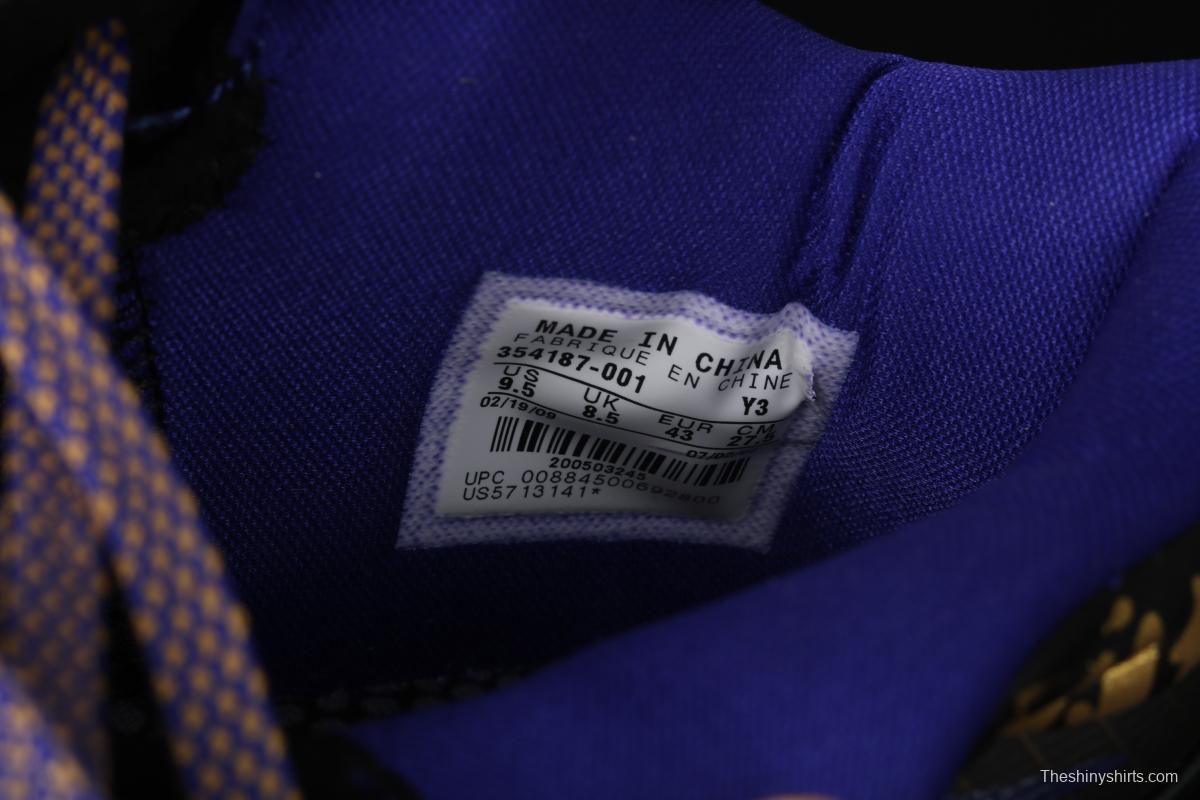 MADE IN CHINA
FABRIQUE EN CHINE
354187-001 Y3
US UK EUR CM
9.5 8.5 43 27.5
02/19/09
200503245
UPC 00884500692800
US5713141*
Theshinyshirts.com